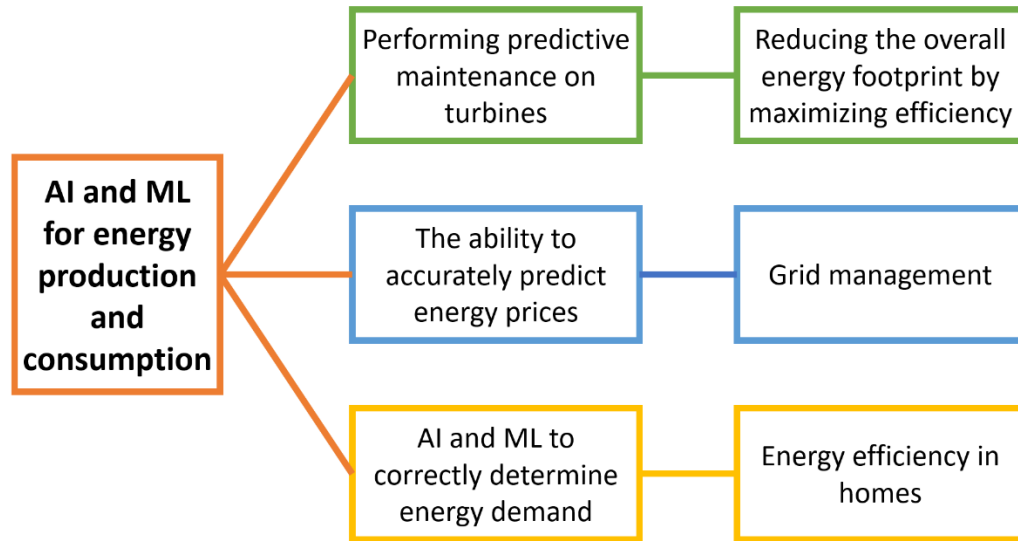 AI and ML
for energy
production
and
consumption
Performing predictive
maintenance on
turbines
Reducing the overall
energy footprint by
maximizing efficiency
The ability to
accurately predict
energy prices
Grid management
AI and ML to
correctly determine
energy demand
Energy efficiency in
homes